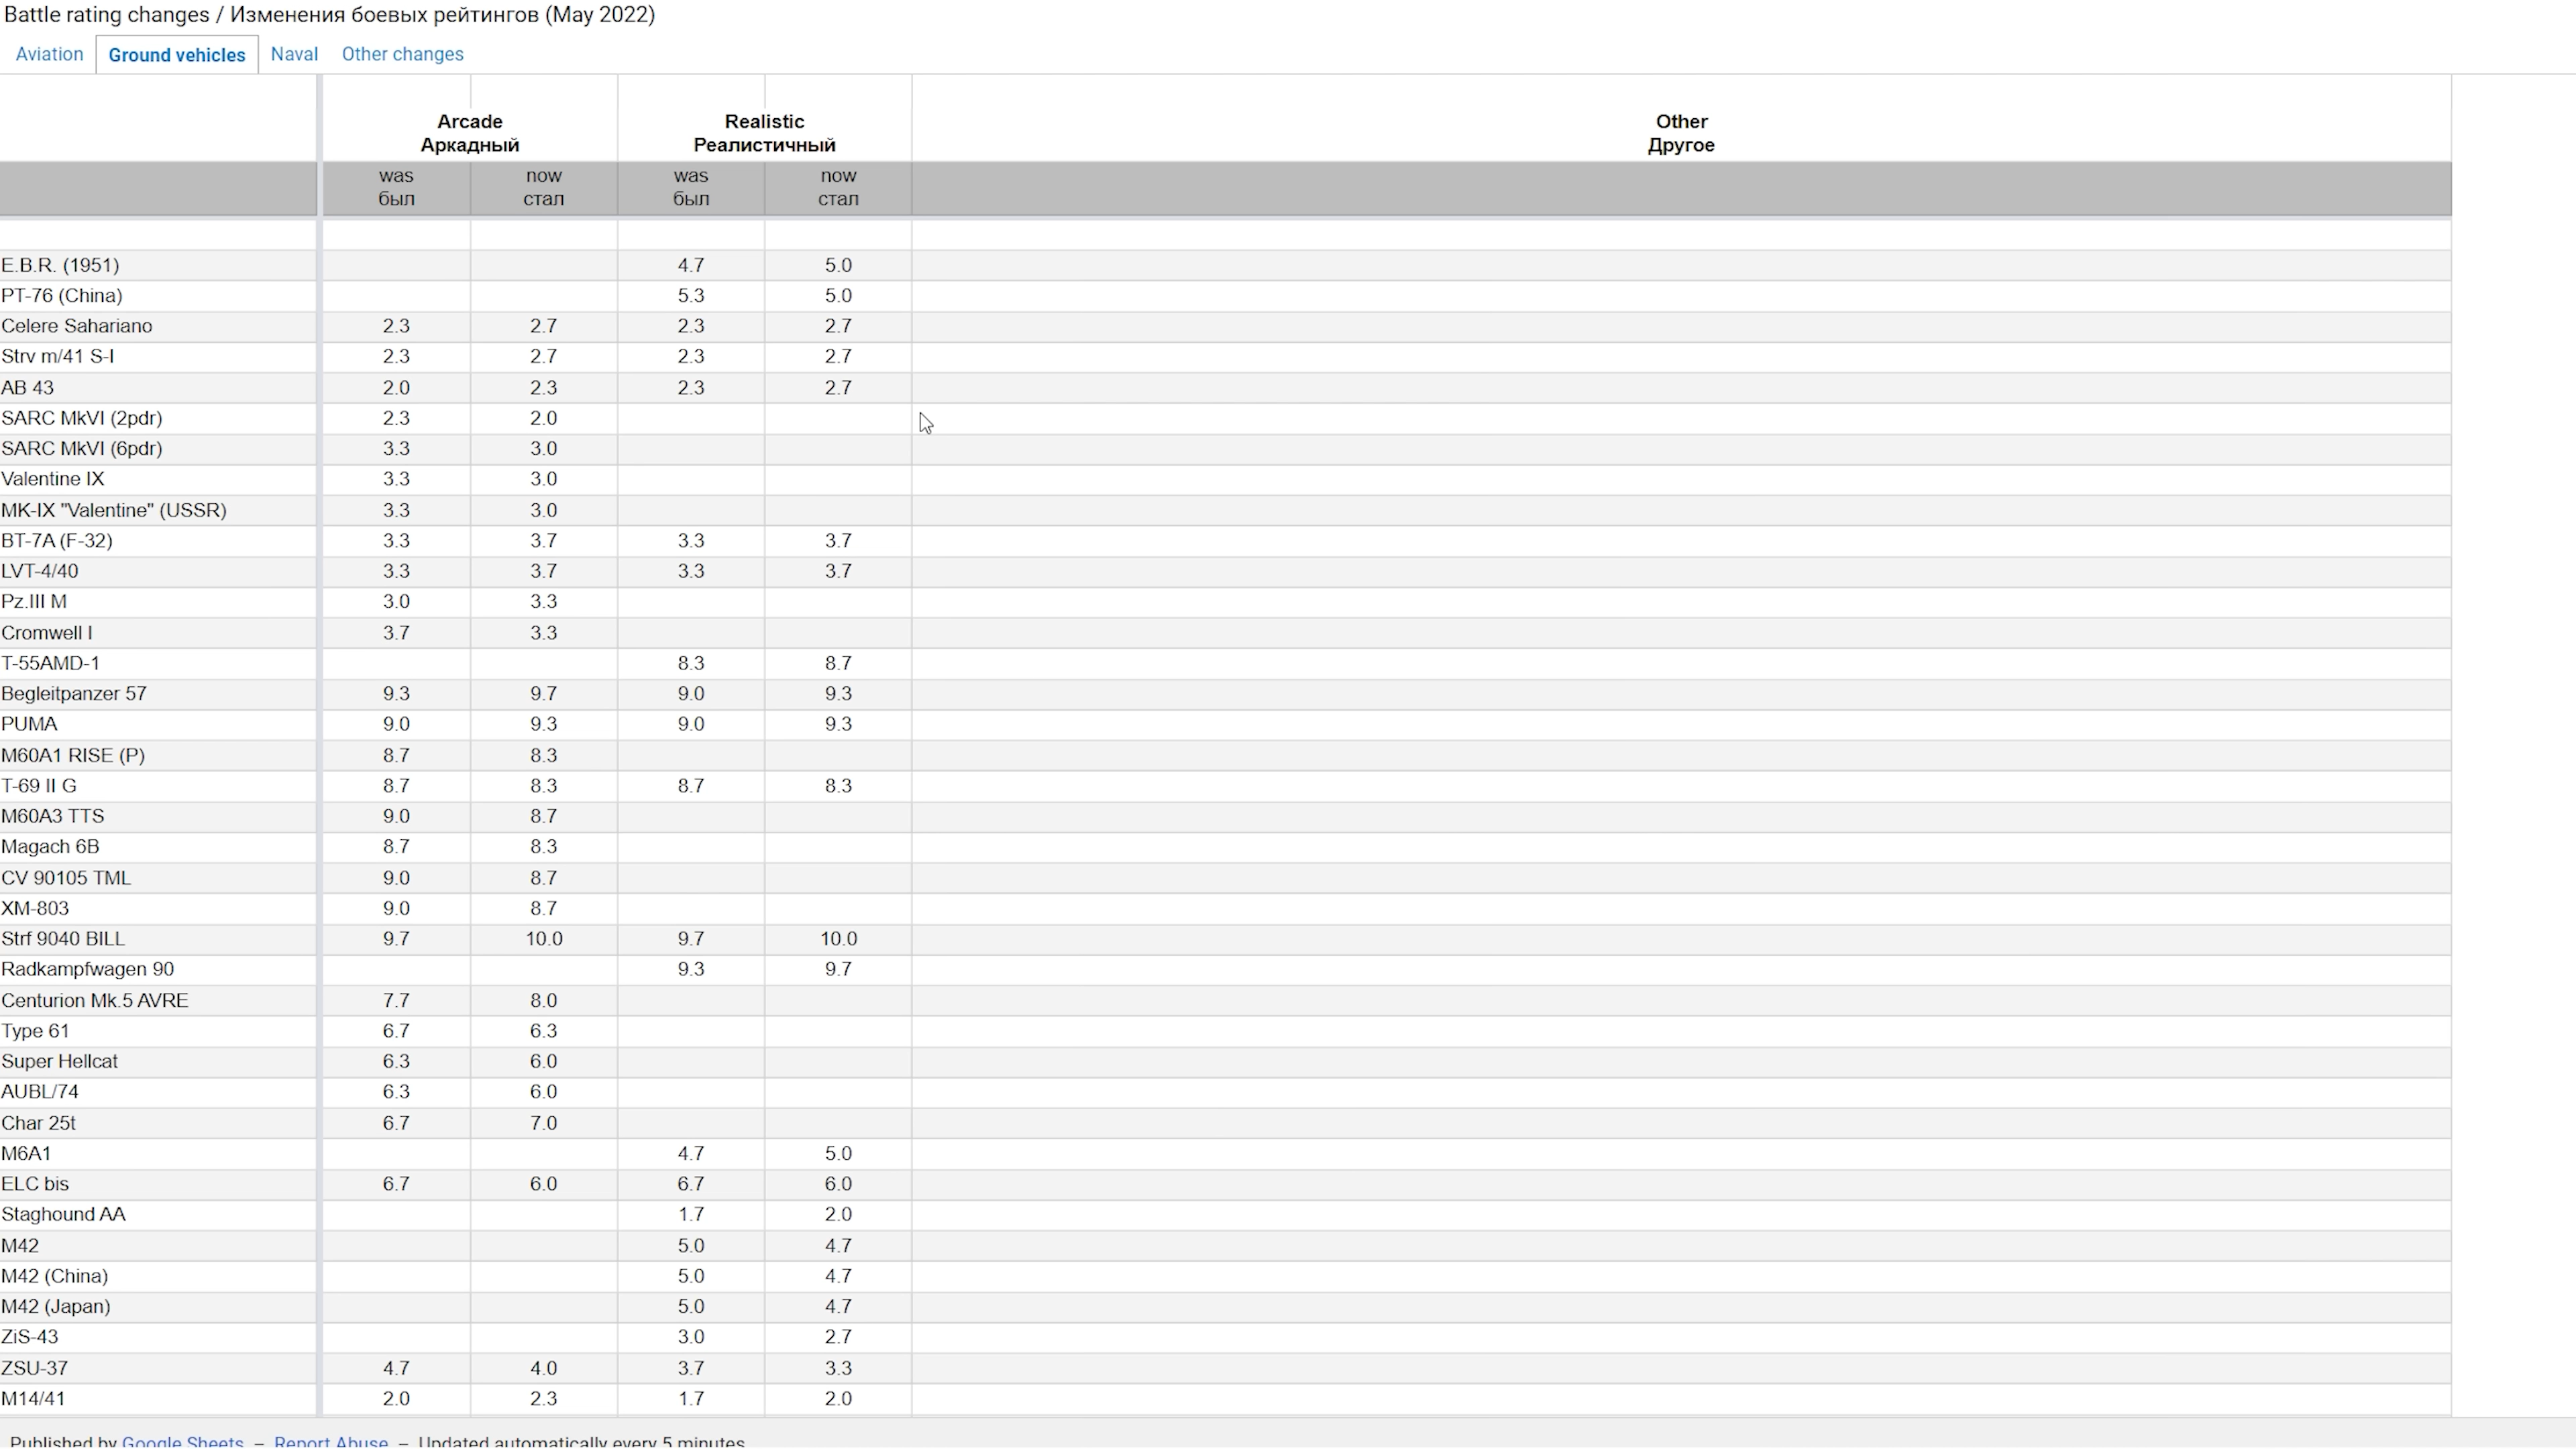 Battle rating changes / Изменения боевых рейтингов (May 2022)
Aviation Ground vehicles Naval Other changes
Arcade Realistic Other
Аркадный Реалистичный Другое
was now was now
был стал был стал
E.B.R. (1951) 4.7 5.0
PT-76 (China) 5.3 5.0
Celere Sahariano 2.3 2.7 2.3 2.7
Strv m/41 S-I 2.3 2.7 2.3 2.7
AB 43 2.0 2.3 2.3 2.7
SARC MkVI (2pdr) 2.3 2.0
SARC MkVI (6pdr) 3.3 3.0
Valentine IX 3.3 3.0
MK-IX "Valentine" (USSR) 3.3 3.0
BT-7A (F-32) 3.3 3.7 3.3 3.7
LVT-4/40 3.3 3.7 3.3 3.7
Pz.III M 3.0 3.3
Cromwell I 3.7 3.3
T-55AMD-1 8.3 8.7
Begleitpanzer 57 9.3 9.7 9.0 9.3
PUMA 9.0 9.3 9.0 9.3
M60A1 RISE (P) 8.7 8.3
T-69 II G 8.7 8.3 8.7 8.3
M60A3 TTS 9.0 8.7
Magach 6B 8.7 8.3
CV 90105 TML 9.0 8.7
XM-803 9.0 8.7
Strf 9040 BILL 9.7 10.0 9.7 10.0
Radkampfwagen 90 9.3 9.7
Centurion Mk.5 AVRE 7.7 8.0
Type 61 6.7 6.3
Super Hellcat 6.3 6.0
AUBL/74 6.3 6.0
Char 25t 6.7 7.0
M6A1 4.7 5.0
ELC bis 6.7 6.0 6.7 6.0
Staghound AA 1.7 2.0
M42 5.0 4.7
M42 (China) 5.0 4.7
M42 (Japan) 5.0 4.7
ZiS-43 3.0 2.7
ZSU-37 4.7 4.0 3.7 3.3
M14/41 2.0 2.3 1.7 2.0
Published by Google Sheets – Report Abuse – Updated automatically every 5 minutes